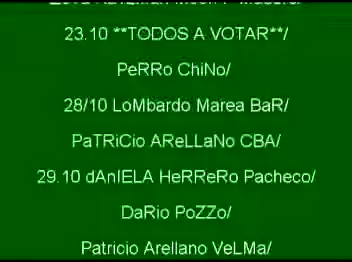 23.10 **TODOS A VOTAR**/
PeRRo ChiNo/
28/10 LoMbardo Marea BaR/
PaTRiCio AReLLaNo CBA/
29.10 dAnIELA HeRReRo Pacheco/
DaRio PoZZo/
Patricio Arellano VeLMa/